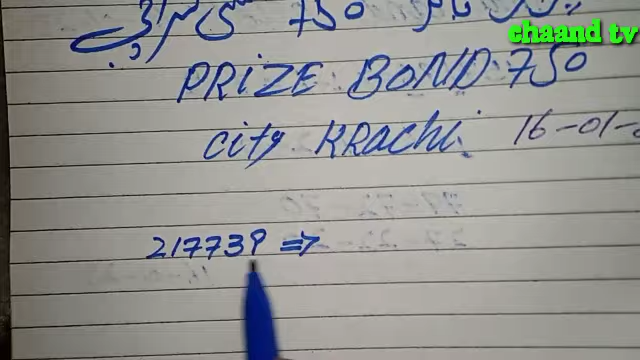 chaand tv
750 سٹی کراچی
PRIZE BOND 750
City KRachi 16-01-
217739 ⇒